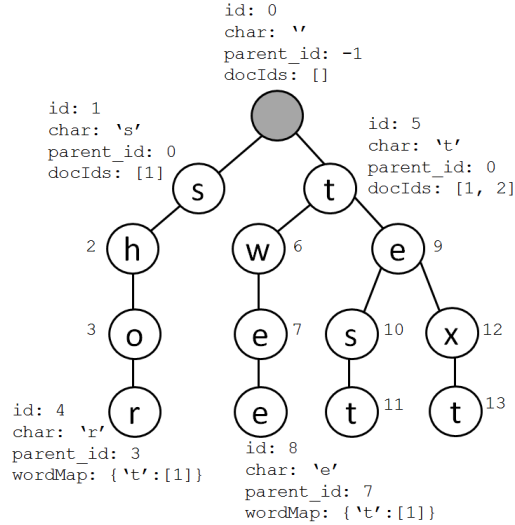 id: 0
char: ‘’
parent_id: -1
docIds: []
id: 1
char: ‘s’
parent_id: 0
docIds: [1]
id: 5
char: ‘t’
parent_id: 0
docIds: [1, 2]
s
t
2
h
w
6
e
9
3
o
e
7
s
10
x
12
r
e
t
11
t
13
id: 4
char: ‘r’
parent_id: 3
wordMap: {‘t’:[1]}
id: 8
char: ‘e’
parent_id: 7
wordMap: {‘t’:[1]}